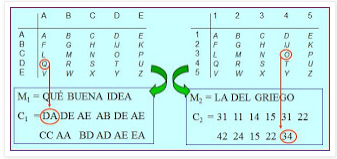 A B C D E
A A B C D E
B F G H IJ K
C L M N O P
D Q R S T U
E V W X Y Z
M1 = QUÉ BUENA IDEA
C1 = DA DE AE AB DE AE
CC AA BD AD AE EA
1 2 3 4 5
1 A B C D E
2 F G H IJ K
3 L M N O P
4 Q R S T U
5 V W X Y Z
M2 = LA DEL GRIEGO
C2 = 31 11 14 15 31 22
42 24 15 22 34